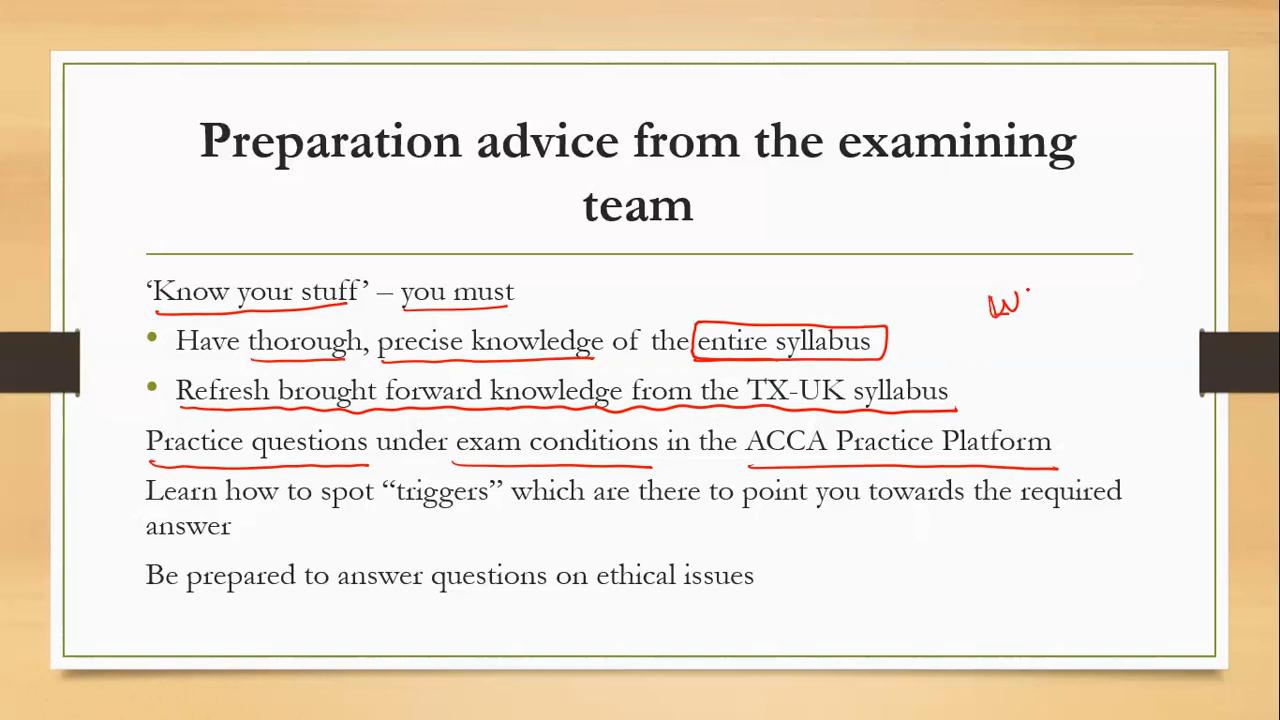 Preparation advice from the examining
team
‘Know your stuff’ – you must
• Have thorough, precise knowledge of the entire syllabus
• Refresh brought forward knowledge from the TX-UK syllabus
Practice questions under exam conditions in the ACCA Practice Platform
Learn how to spot “triggers” which are there to point you towards the required
answer
Be prepared to answer questions on ethical issues